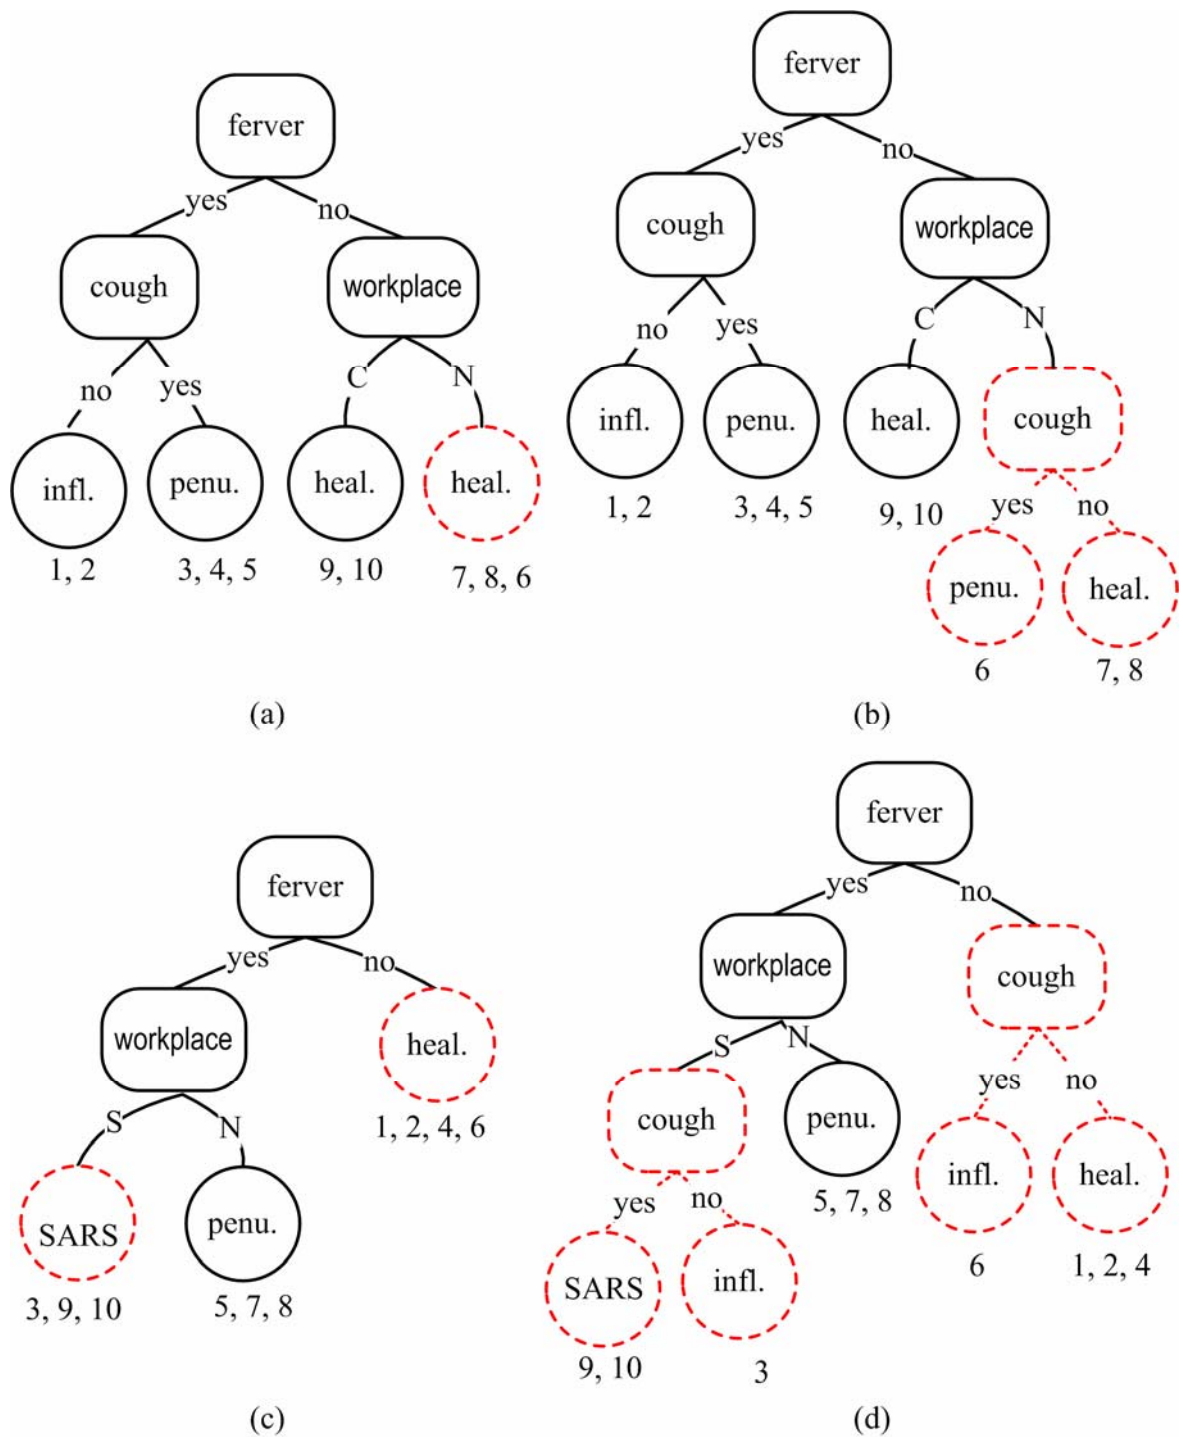 ferver
yes
no
cough
workplace
no
yes
C
N
infl.
penu.
heal.
heal.
1, 2
3, 4, 5
9, 10
7, 8, 6
(a)
ferver
yes
no
cough
workplace
no
yes
C
N
infl.
penu.
heal.
cough
1, 2
3, 4, 5
9, 10
yes
no
penu.
heal.
6
7, 8
(b)
ferver
yes
no
workplace
heal.
S
N
1, 2, 4, 6
SARS
penu.
3, 9, 10
5, 7, 8
(c)
ferver
yes
no
workplace
cough
S
N
cough
penu.
yes
no
infl.
heal.
yes
no
5, 7, 8
6
1, 2, 4
SARS
infl.
9, 10
3
(d)